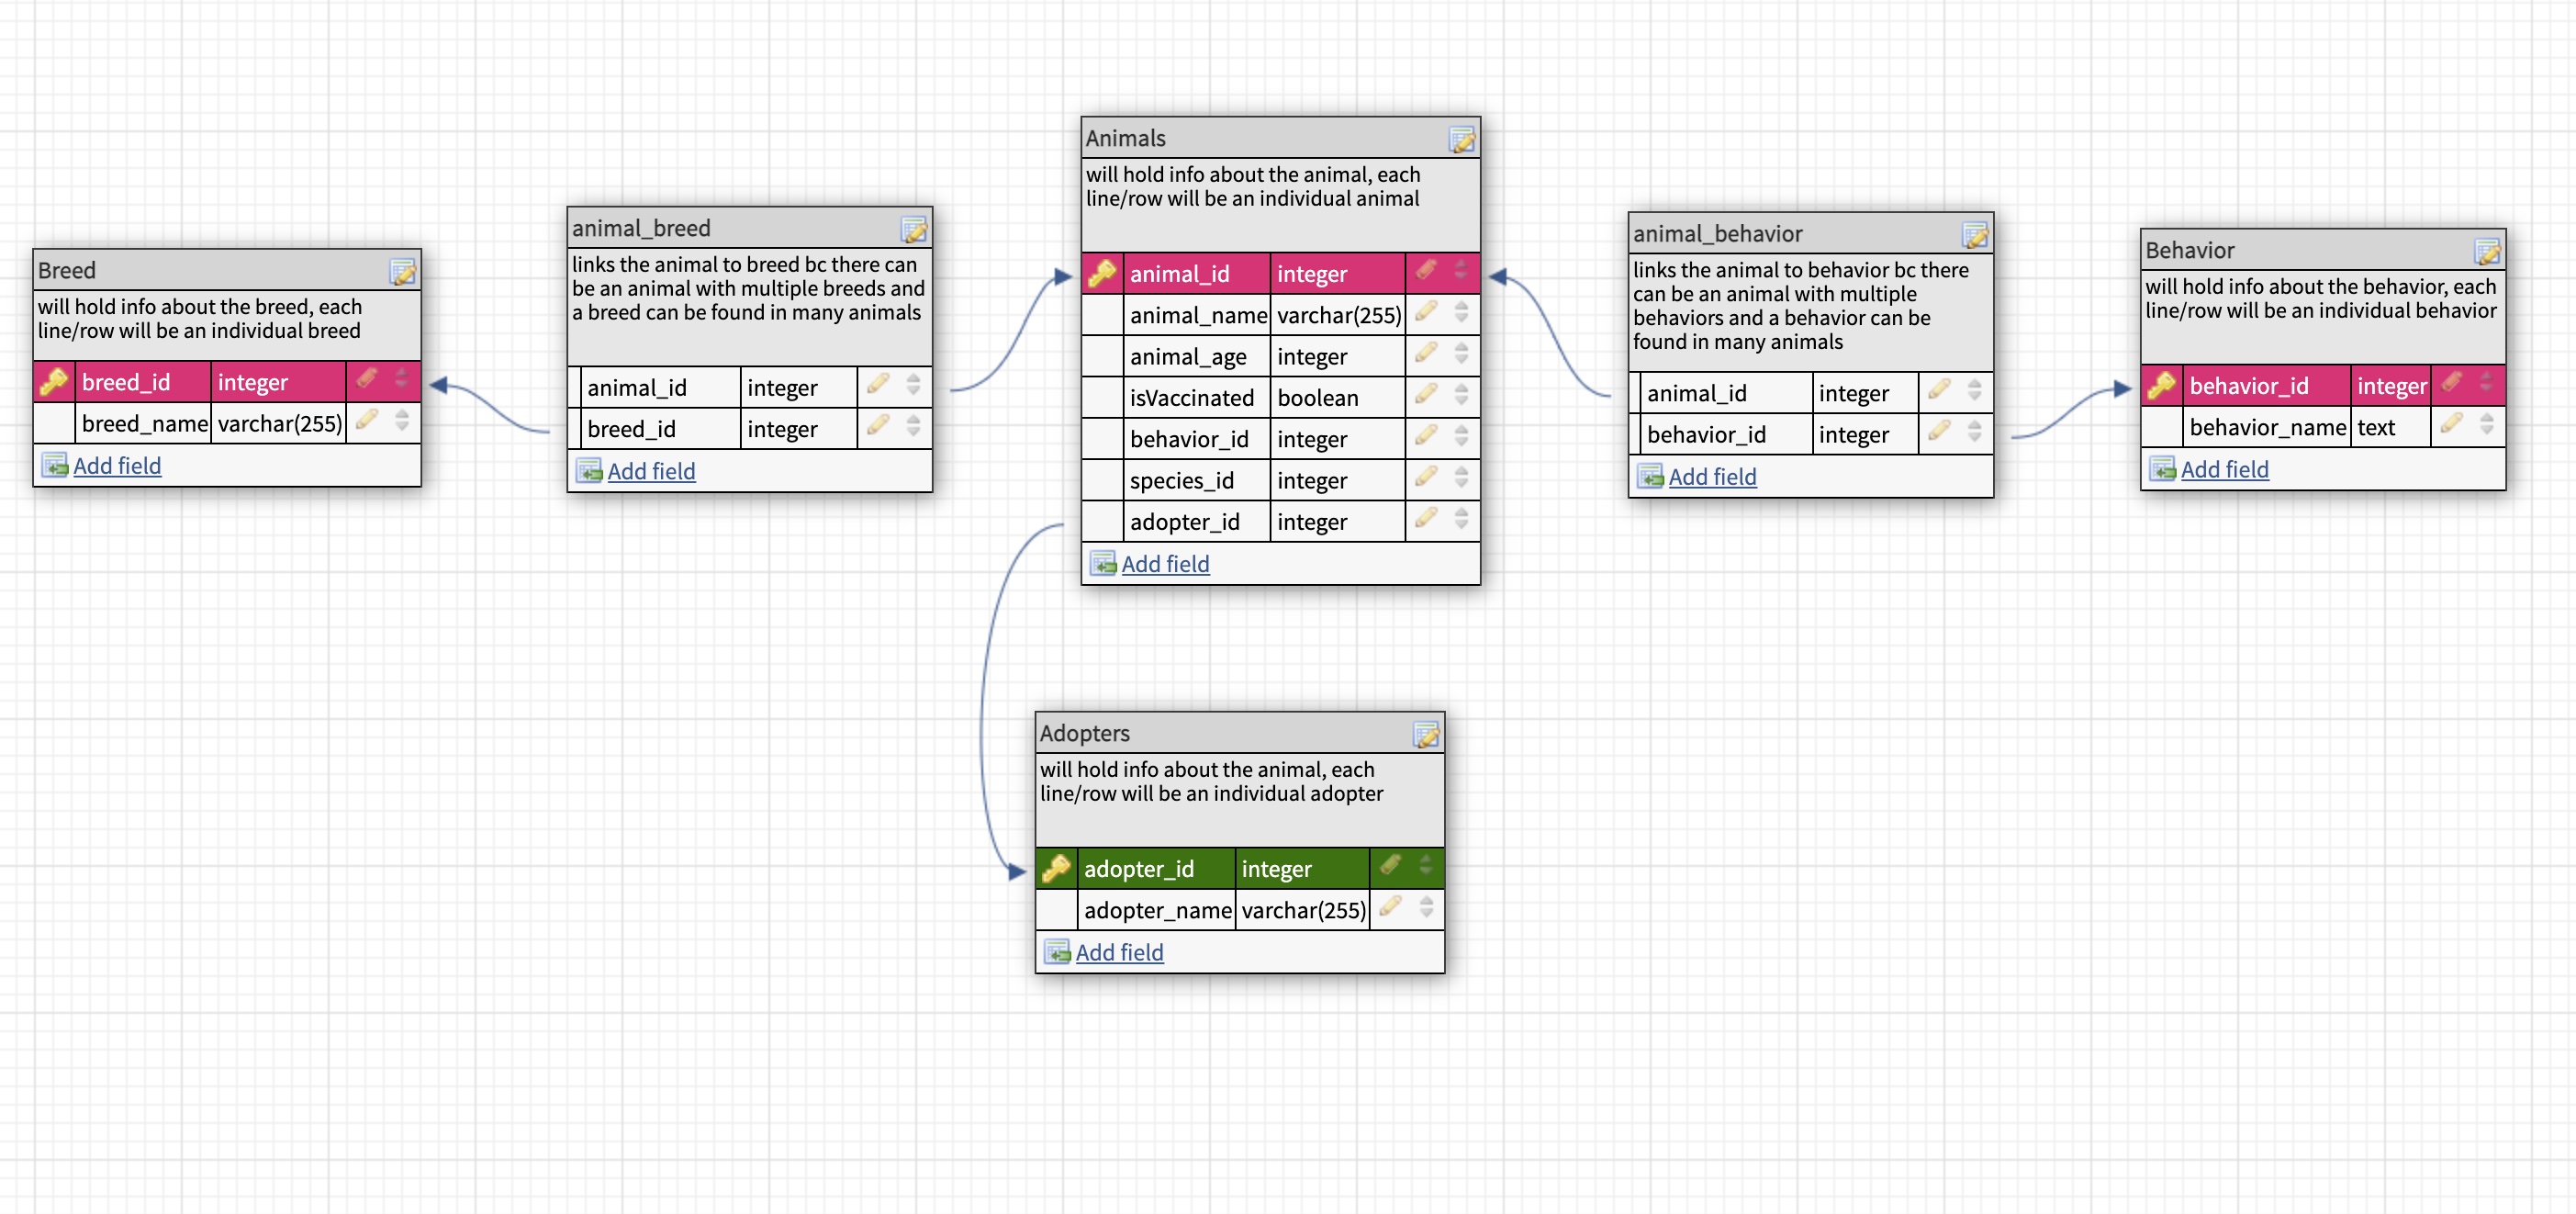 Breed
will hold info about the breed, each
line/row will be an individual breed
breed_id integer
breed_name varchar(255)
Add field
animal_breed
links the animal to breed bc there can
be an animal with multiple breeds and
a breed can be found in many animals
animal_id integer
breed_id integer
Add field
Animals
will hold info about the animal, each
line/row will be an individual animal
animal_id integer
animal_name varchar(255)
animal_age integer
isVaccinated boolean
behavior_id integer
species_id integer
adopter_id integer
Add field
animal_behavior
links the animal to behavior bc there
can be an animal with multiple
behaviors and a behavior can be
found in many animals
animal_id integer
behavior_id integer
Add field
Behavior
will hold info about the behavior, each
line/row will be an individual behavior
behavior_id integer
behavior_name text
Add field
Adopters
will hold info about the animal, each
line/row will be an individual adopter
adopter_id integer
adopter_name varchar(255)
Add field